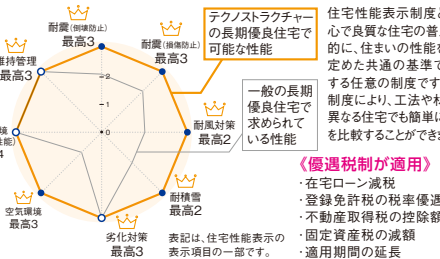 耐震(倒壊防止)
最高3
耐震(損傷防止)
最高3
維持管理
最高3
2
1
0
耐風対策
最高2
耐積雪
最高2
劣化対策
最高3
空気環境
最高3
テクノストラクチャー
の長期優良住宅で
可能な性能
一般の長期
優良住宅で
求められて
いる性能
表記は、住宅性能表示の
表示項目の一部です。
住宅性能表示制度と
心で良質な住宅の普
的に、住まいの性能を
定めた共通の基準で
する任意の制度です
制度により、工法や材
異なる住宅でも簡単に
を比較することができま
《優遇税制が適用》
・在宅ローン減税
・登録免許税の税率優遇
・不動産取得税の控除額
・固定資産税の減額
・適用期間の延長